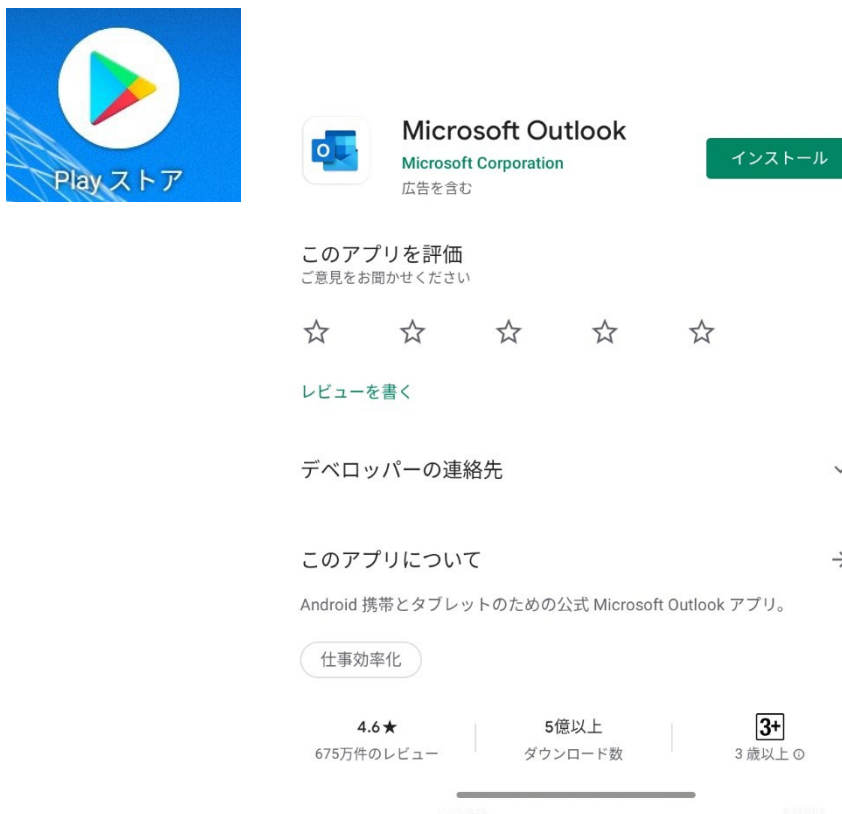 Play ストア
Microsoft Outlook
Microsoft Corporation
広告を含む
インストール
このアプリを評価
ご意見をお聞かせください
レビューを書く
デベロッパーの連絡先
このアプリについて
Android 携帯とタブレットのための公式 Microsoft Outlook アプリ。
仕事効率化
4.6★
675万件のレビュー
5億以上
ダウンロード数
3+
3 歳以上